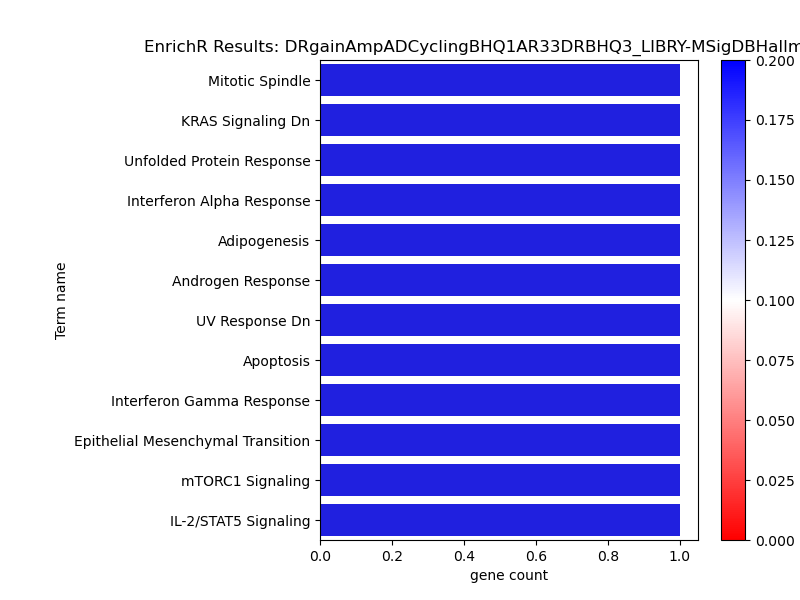 EnrichR Results: DRgainAmpADCyclingBHQ1AR33DRBHQ3_LIBRY-MSigDBHallm
Term name
Mitotic Spindle
KRAS Signaling Dn
Unfolded Protein Response
Interferon Alpha Response
Adipogenesis
Androgen Response
UV Response Dn
Apoptosis
Interferon Gamma Response
Epithelial Mesenchymal Transition
mTORC1 Signaling
IL-2/STAT5 Signaling
0.0 0.2 0.4 0.6 0.8 1.0
gene count
0.200
0.175
0.150
0.125
0.100
0.075
0.050
0.025
0.000